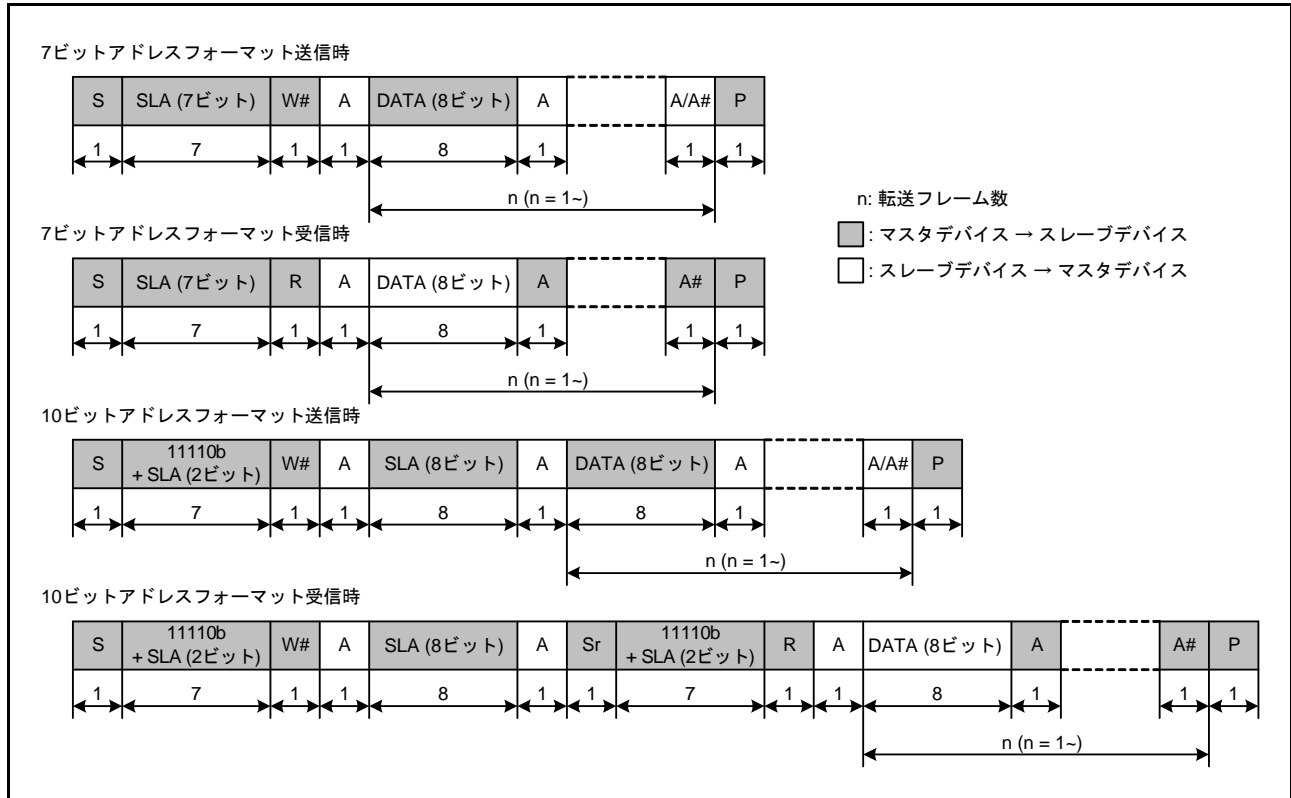 7ビットアドレスフォーマット送信時
S SLA (7ビット) W# A DATA (8ビット) A A/A# P
1 7 1 1 8 1 1 1
n (n = 1~)
n: 転送フレーム数
: マスタデバイス → スレーブデバイス
: スレーブデバイス → マスタデバイス
7ビットアドレスフォーマット受信時
S SLA (7ビット) R A DATA (8ビット) A A# P
1 7 1 1 8 1 1 1
n (n = 1~)
10ビットアドレスフォーマット送信時
S 11110b + SLA (2ビット) W# A SLA (8ビット) A DATA (8ビット) A A/A# P
1 7 1 1 8 1 8 1 1 1
n (n = 1~)
10ビットアドレスフォーマット受信時
S 11110b + SLA (2ビット) W# A SLA (8ビット) A Sr 11110b + SLA (2ビット) R A DATA (8ビット) A A# P
1 7 1 1 8 1 1 7 1 1 8 1 1 1
n (n = 1~)